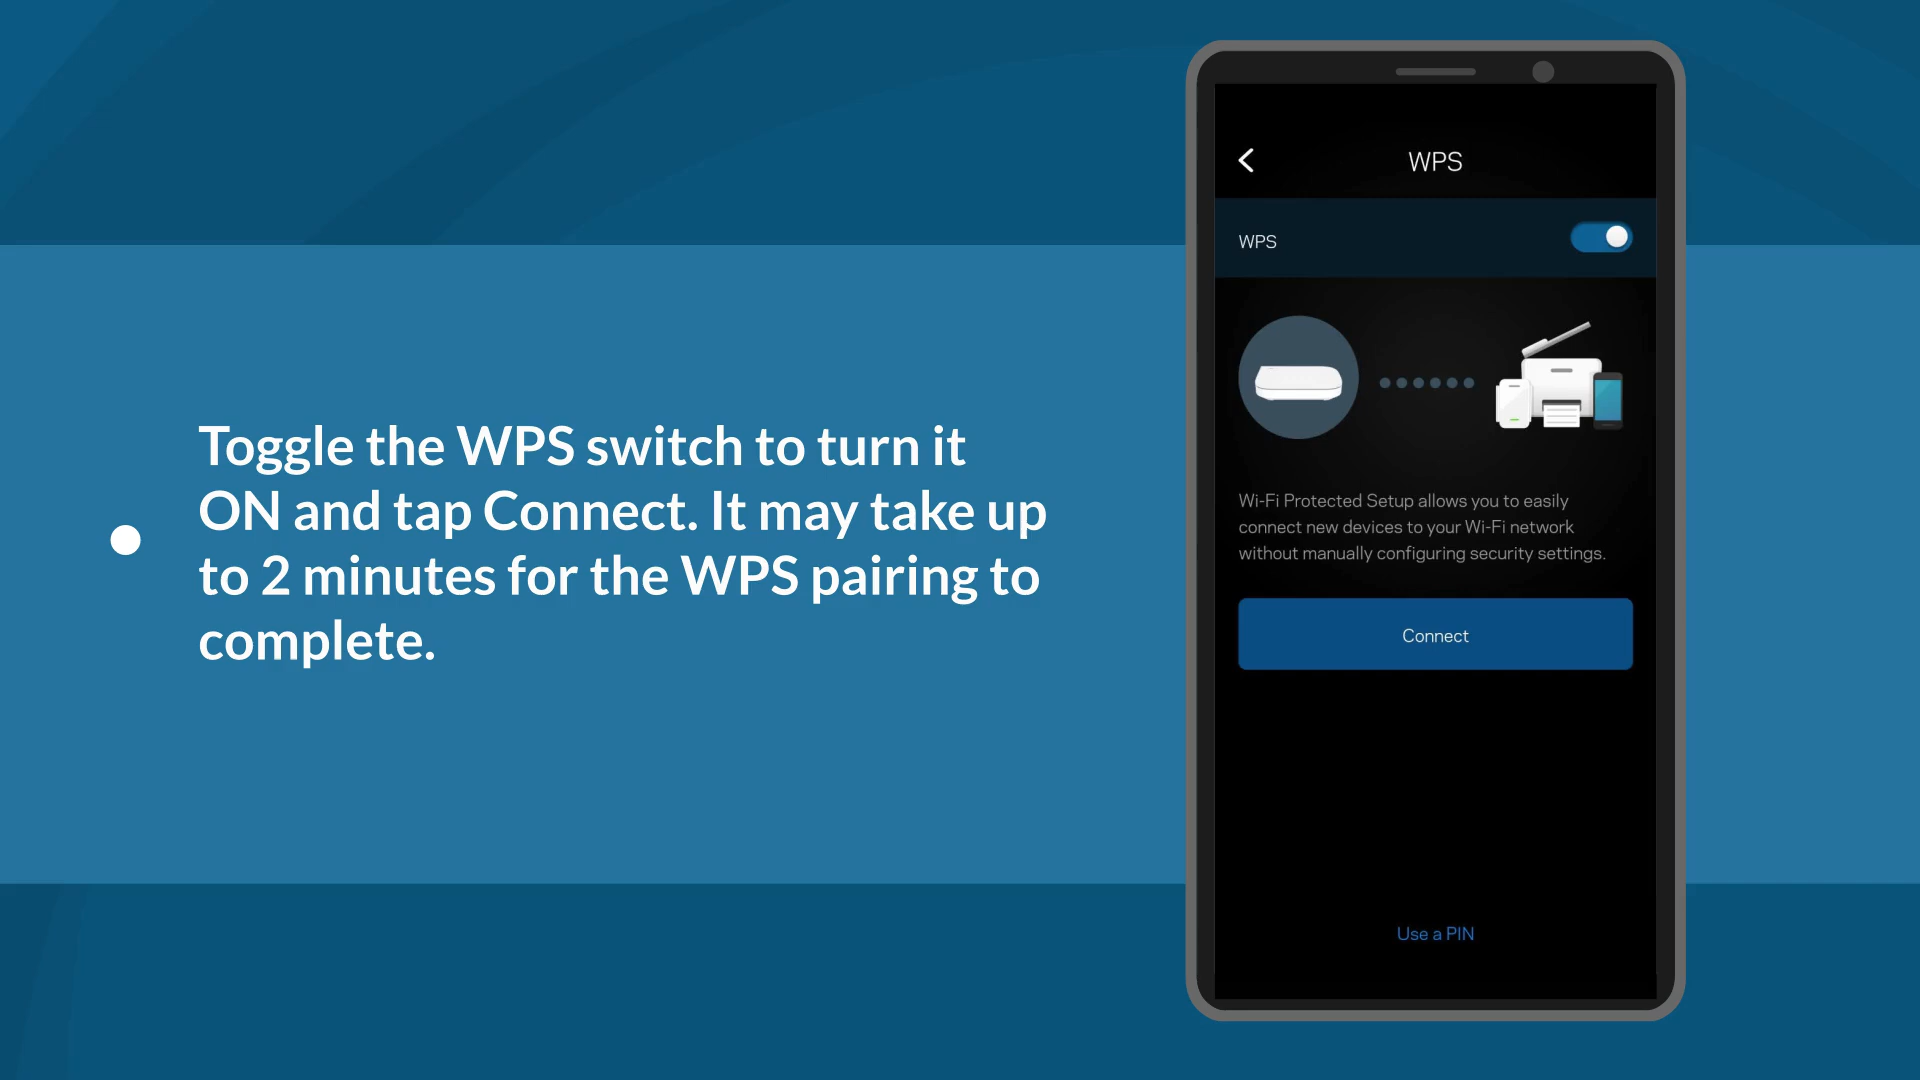 Toggle the WPS switch to turn it
ON and tap Connect. It may take up
to 2 minutes for the WPS pairing to
complete.
WPS
WPS
Wi-Fi Protected Setup allows you to easily
connect new devices to your Wi-Fi network
without manually configuring security settings.
Connect
Use a PIN